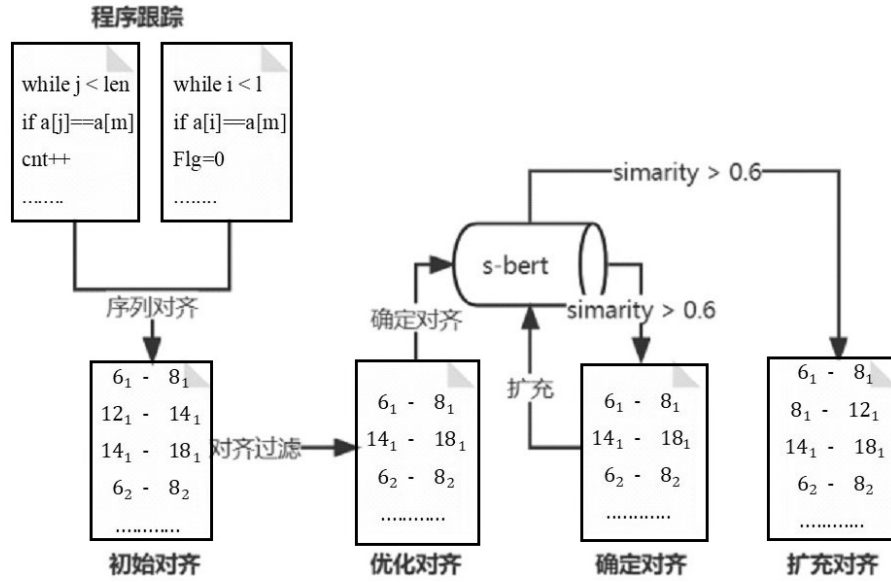 程序跟踪
while j < len
if a[j]==a[m]
cnt++
........
while i < l
if a[i]==a[m]
Flg=0
........
序列对齐
6₁ - 8₁
12₁ - 14₁
14₁ - 18₁
6₂ - 8₂
............
初始对齐
对齐过滤
6₁ - 8₁
14₁ - 18₁
6₂ - 8₂
............
优化对齐
确定对齐
s-bert
simarity > 0.6
simarity > 0.6
扩充
6₁ - 8₁
14₁ - 18₁
6₂ - 8₂
............
确定对齐
6₁ - 8₁
8₁ - 12₁
14₁ - 18₁
6₂ - 8₂
............
扩充对齐